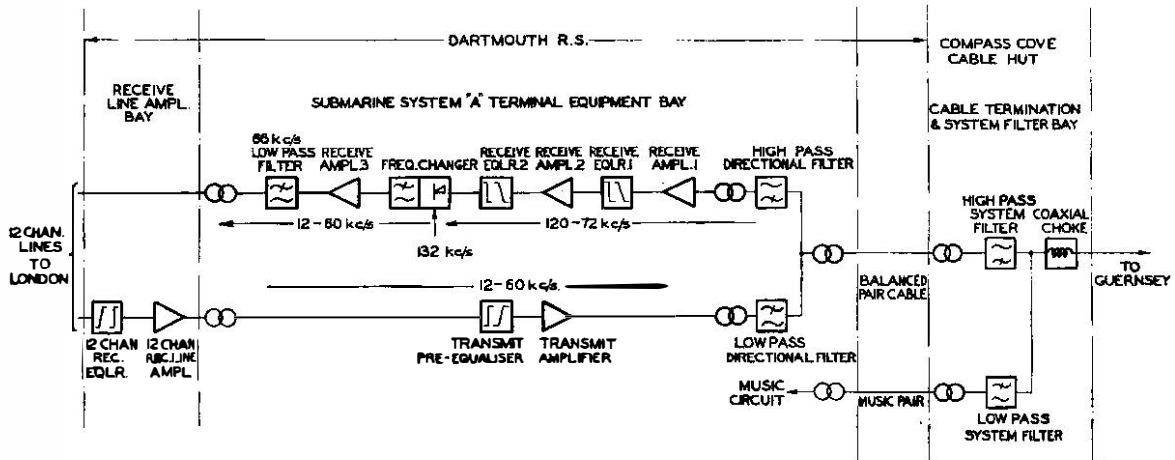 DARTMOUTH R.S.
COMPASS COVE
CABLE HUT
RECEIVE
LINE AMPL.
BAY
SUBMARINE SYSTEM "A" TERMINAL EQUIPMENT BAY
CABLE TERMINATION
& SYSTEM FILTER BAY
66 kc/s
LOW PASS
FILTER
RECEIVE
AMPL.3
FREQ.CHANGER
RECEIVE
EQLR.2
RECEIVE
AMPL.2
RECEIVE
EQLR.1
RECEIVE
AMPL.1
HIGH PASS
DIRECTIONAL FILTER
12-60 kc/s
120-72 kc/s
132 kc/s
HIGH PASS
SYSTEM
FILTER
COAXIAL
CHOKE
12 CHAN.
LINES
TO
LONDON
BALANCED
PAIR CABLE
TO
GUERNSEY
12-60 kc/s.
12 CHAN
REC.
EQLR.
12 CHAN
REC.LINE
AMPL.
TRANSMIT
PRE-EQUALISER
TRANSMIT
AMPLIFIER
LOW PASS
DIRECTIONAL FILTER
MUSIC
CIRCUIT
MUSIC PAIR
LOW PASS
SYSTEM FILTER